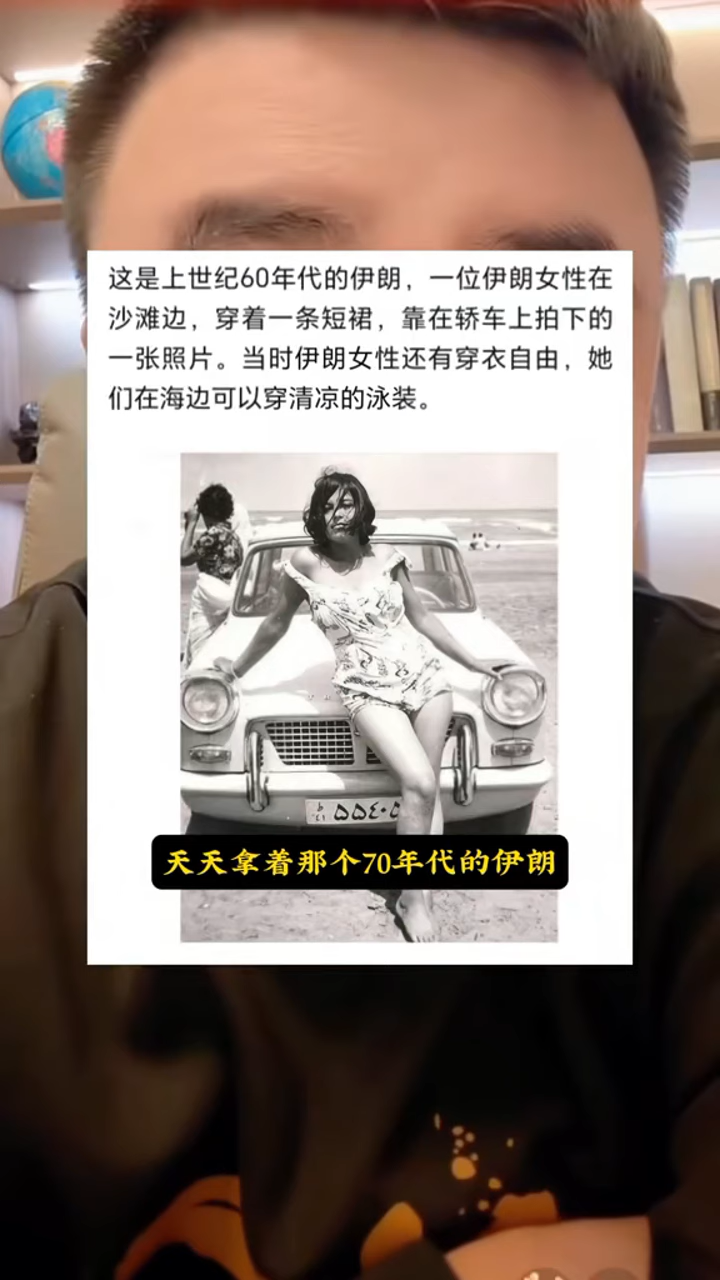 这是上世纪60年代的伊朗，一位伊朗女性在
沙滩边，穿着一条短裙，靠在轿车上拍下的
一张照片。当时伊朗女性还有穿衣自由，她
们在海边可以穿清凉的泳装。
۵۵۴۰۵
天天拿着那个70年代的伊朗